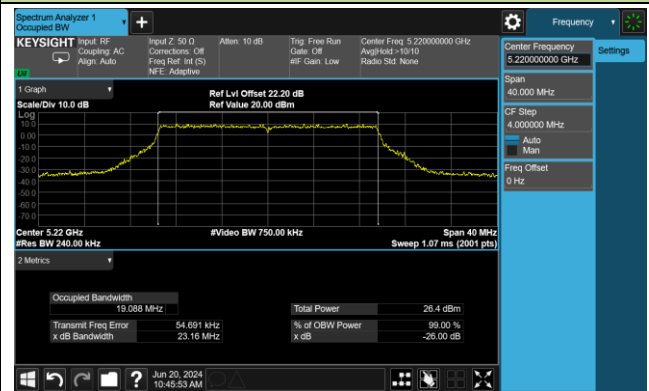 Spectrum Analyzer 1
Occupied BW
Frequency
KEYSIGHT
Input: RF
Coupling: AC
Align: Auto
Input Z: 50 Ω
Corrections: Off
Freq Ref: Int (S)
NFE: Adaptive
Atten: 10 dB
Trig: Free Run
Gate: Off
#IF Gain: Low
Center Freq: 5.220000000 GHz
Avg|Hold:>10/10
Radio Std: None
Center Frequency
5.220000000 GHz
Settings
Span
40.000 MHz
CF Step
4.000000 MHz
Auto
Man
Freq Offset
0 Hz
1 Graph
Scale/Div 10.0 dB
Ref Lvl Offset 22.20 dB
Ref Value 20.00 dBm
Log
10.0
0.00
-10.0
-20.0
-30.0
-40.0
-50.0
-60.0
-70.0
Center 5.22 GHz
#Video BW 750.00 kHz
Span 40 MHz
#Res BW 240.00 kHz
Sweep 1.07 ms (2001 pts)
2 Metrics
Occupied Bandwidth
19.088 MHz
Total Power
26.4 dBm
Transmit Freq Error
54.691 kHz
% of OBW Power
99.00 %
x dB Bandwidth
23.16 MHz
x dB
-26.00 dB
Jun 20, 2024
10:45:53 AM